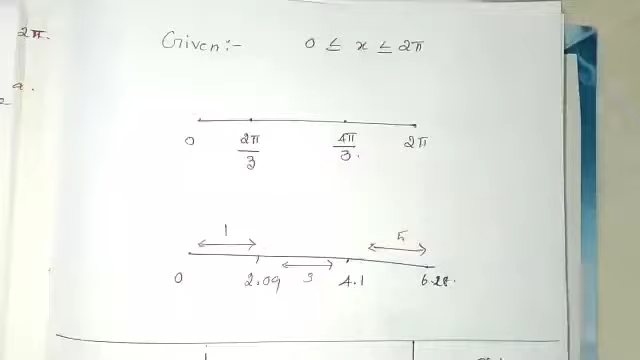 2π.
a.
Given:- 0 ≤ x ≤ 2π
0 2π/3 4π/3. 2π
1 5
0 2.09 3 4.1 6.28.